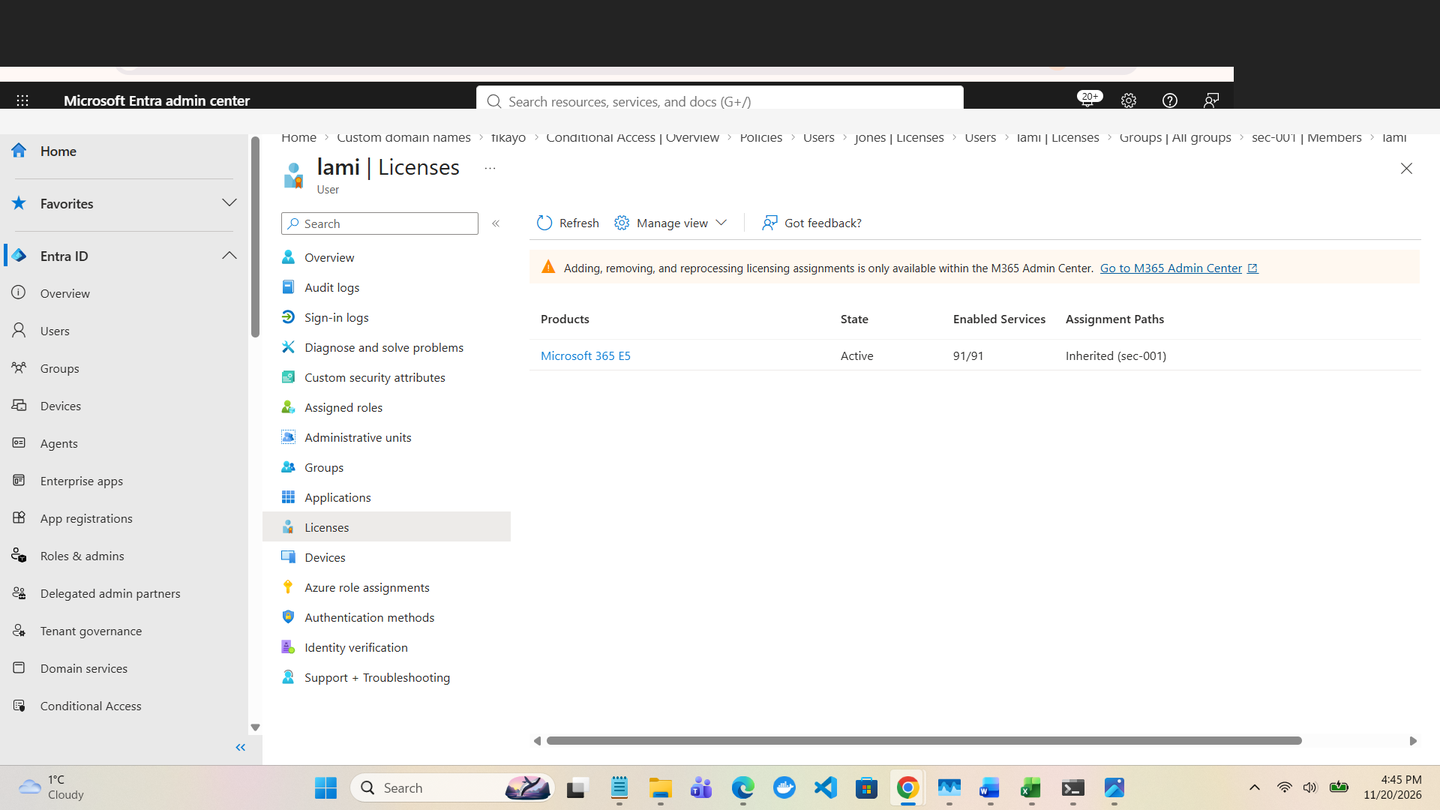 Microsoft Entra admin center
Search resources, services, and docs (G+/)
20+
Home > Custom domain names > fikayo > Conditional Access | Overview > Policies > Users > jones | Licenses > Users > lami | Licenses > Groups | All groups > sec-001 | Members > lami
Home
Favorites
Entra ID
Overview
Users
Groups
Devices
Agents
Enterprise apps
App registrations
Roles & admins
Delegated admin partners
Tenant governance
Domain services
Conditional Access
lami | Licenses ...
User
Search
Overview
Audit logs
Sign-in logs
Diagnose and solve problems
Custom security attributes
Assigned roles
Administrative units
Groups
Applications
Licenses
Devices
Azure role assignments
Authentication methods
Identity verification
Support + Troubleshooting
Refresh Manage view Got feedback?
Adding, removing, and reprocessing licensing assignments is only available within the M365 Admin Center. Go to M365 Admin Center
Products State Enabled Services Assignment Paths
Microsoft 365 E5 Active 91/91 Inherited (sec-001)
1°C
Cloudy
Search
4:45 PM
11/20/2026